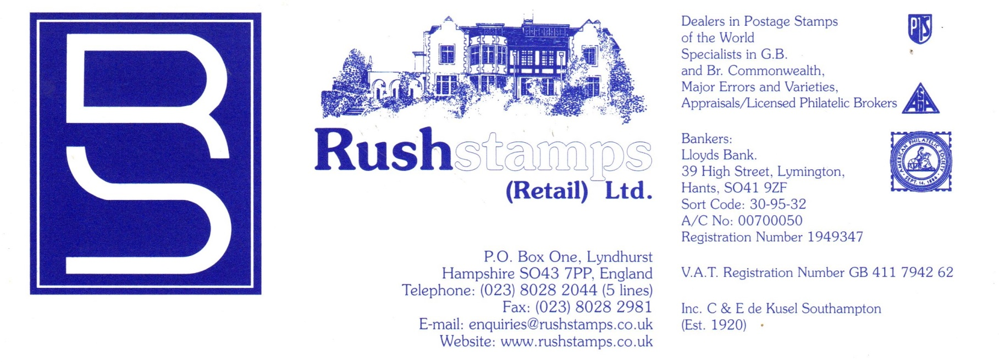 RS
Rushstamps
(Retail) Ltd.
P.O. Box One, Lyndhurst
Hampshire SO43 7PP, England
Telephone: (023) 8028 2044 (5 lines)
Fax: (023) 8028 2981
E-mail: enquiries@rushstamps.co.uk
Website: www.rushstamps.co.uk
Dealers in Postage Stamps
of the World
Specialists in G.B.
and Br. Commonwealth,
Major Errors and Varieties,
Appraisals/Licensed Philatelic Brokers
PTS
ASDA
Bankers:
Lloyds Bank.
39 High Street, Lymington,
Hants, SO41 9ZF
Sort Code: 30-95-32
A/C No: 00700050
Registration Number 1949347
AMERICAN PHILATELIC SOCIETY
SEPT. 14, 1886
V.A.T. Registration Number GB 411 7942 62
Inc. C & E de Kusel Southampton
(Est. 1920)